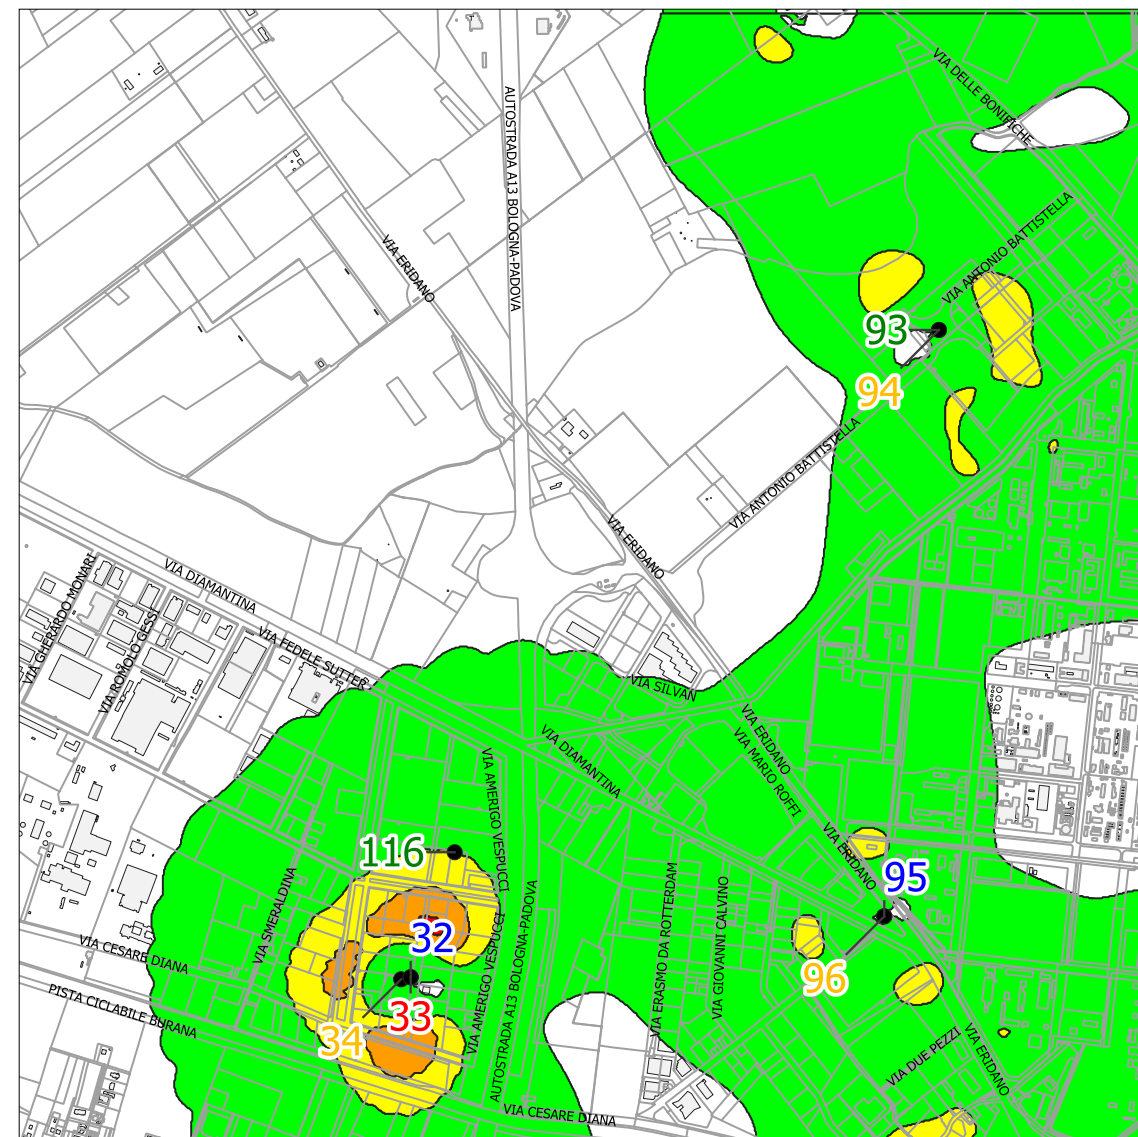 VIA DELLE BONIFICHE
AUTOSTRADA A13 BOLOGNA-PADOVA
VIA ANTONIO BATTISTELLA
VIA ERIDANO
93
94
VIA ANTONIO BATTISTELLA
VIA ERIDANO
VIA GHERARDO MONARI
VIA DIAMANTINA
VIA ROMOLO GESSI
VIA FEDELE SUTTER
VIA SILVAN
VIA ERIDANO
VIA MARIO ROFFI
VIA DIAMANTINA
VIA AMERIGO VESPUCCI
VIA ERIDANO
116
95
VIA SMERALDINA
VIA ERASMO DA ROTTERDAM
VIA GIOVANNI CALVINO
VIA AMERIGO VESPUCCI
AUTOSTRADA A13 BOLOGNA-PADOVA
32
VIA CESARE DIANA
96
PISTA CICLABILE BURANA
33
34
VIA DUE PEZZI
VIA ERIDANO
VIA CESARE DIANA